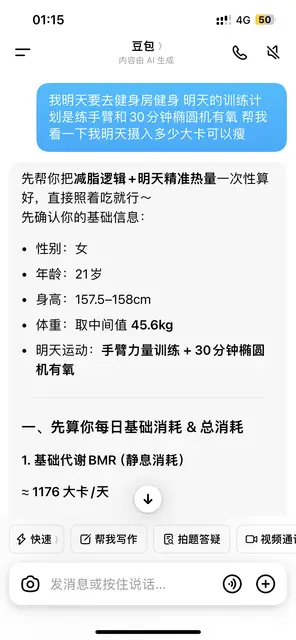 01:15
4G 50
豆包 〉
内容由 AI 生成
我明天要去健身房健身 明天的训练计
划是练手臂和 30 分钟椭圆机有氧 帮我
看一下我明天摄入多少大卡可以瘦
先帮你把减脂逻辑+明天精准热量一次性算
好，直接照着吃就行～
先确认你的基础信息：
• 性别：女
• 年龄：21 岁
• 身高：157.5–158cm
• 体重：取中间值 45.6kg
• 明天运动：手臂力量训练 + 30 分钟椭圆
机有氧
一、先算你每日基础消耗 & 总消耗
1. 基础代谢 BMR（静息消耗）
≈ 1176 大卡 / 天
快速 〉 帮我写作 拍题答疑 视频通
发消息或按住说话...